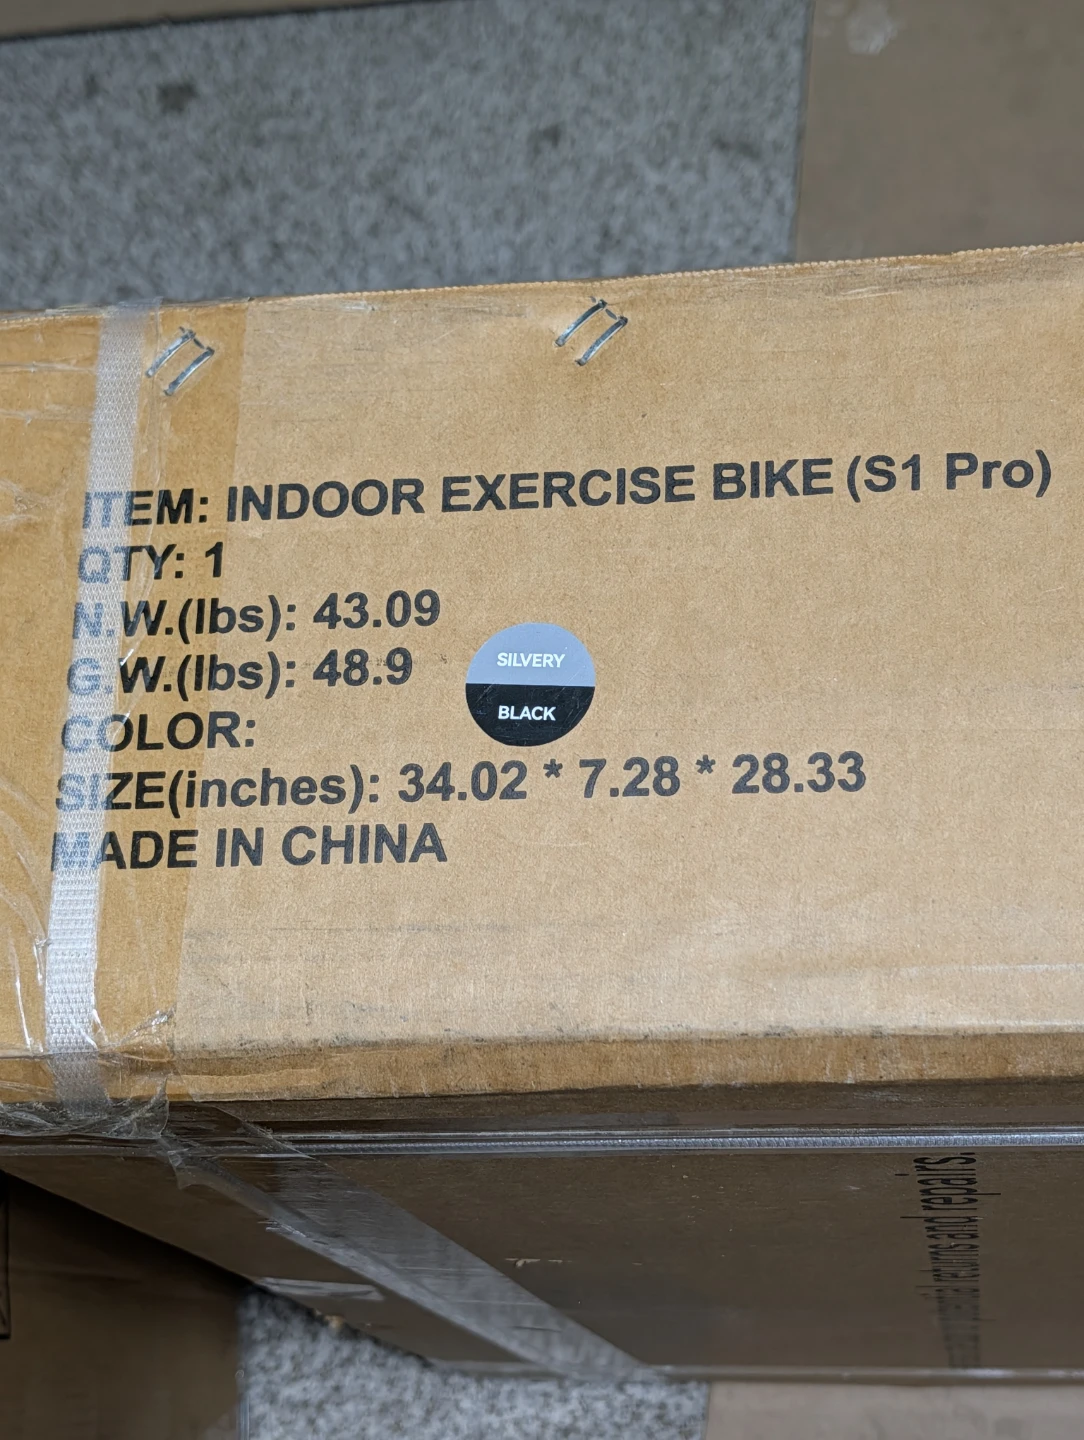 ITEM: INDOOR EXERCISE BIKE (S1 Pro)
QTY: 1
N.W.(lbs): 43.09
G.W.(lbs): 48.9
COLOR:
SILVERY
BLACK
SIZE(inches): 34.02 * 7.28 * 28.33
MADE IN CHINA
returns and repairs.